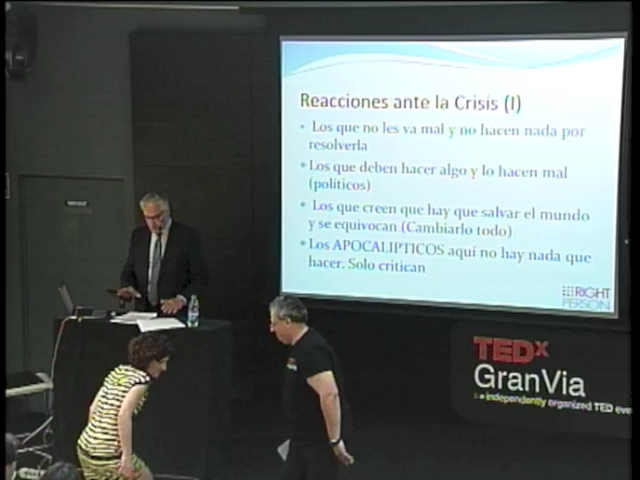 Reacciones ante la Crisis (I)
• Los que no les va mal y no hacen nada por
resolverla
• Los que deben hacer algo y lo hacen mal
(políticos)
• Los que creen que hay que salvar el mundo
y se equivocan (Cambiarlo todo)
• Los APOCALIPTICOS aquí no hay nada que
hacer. Solo critican
RIGHT
PERSON
TEDx
GranVia
independently organized TED eve